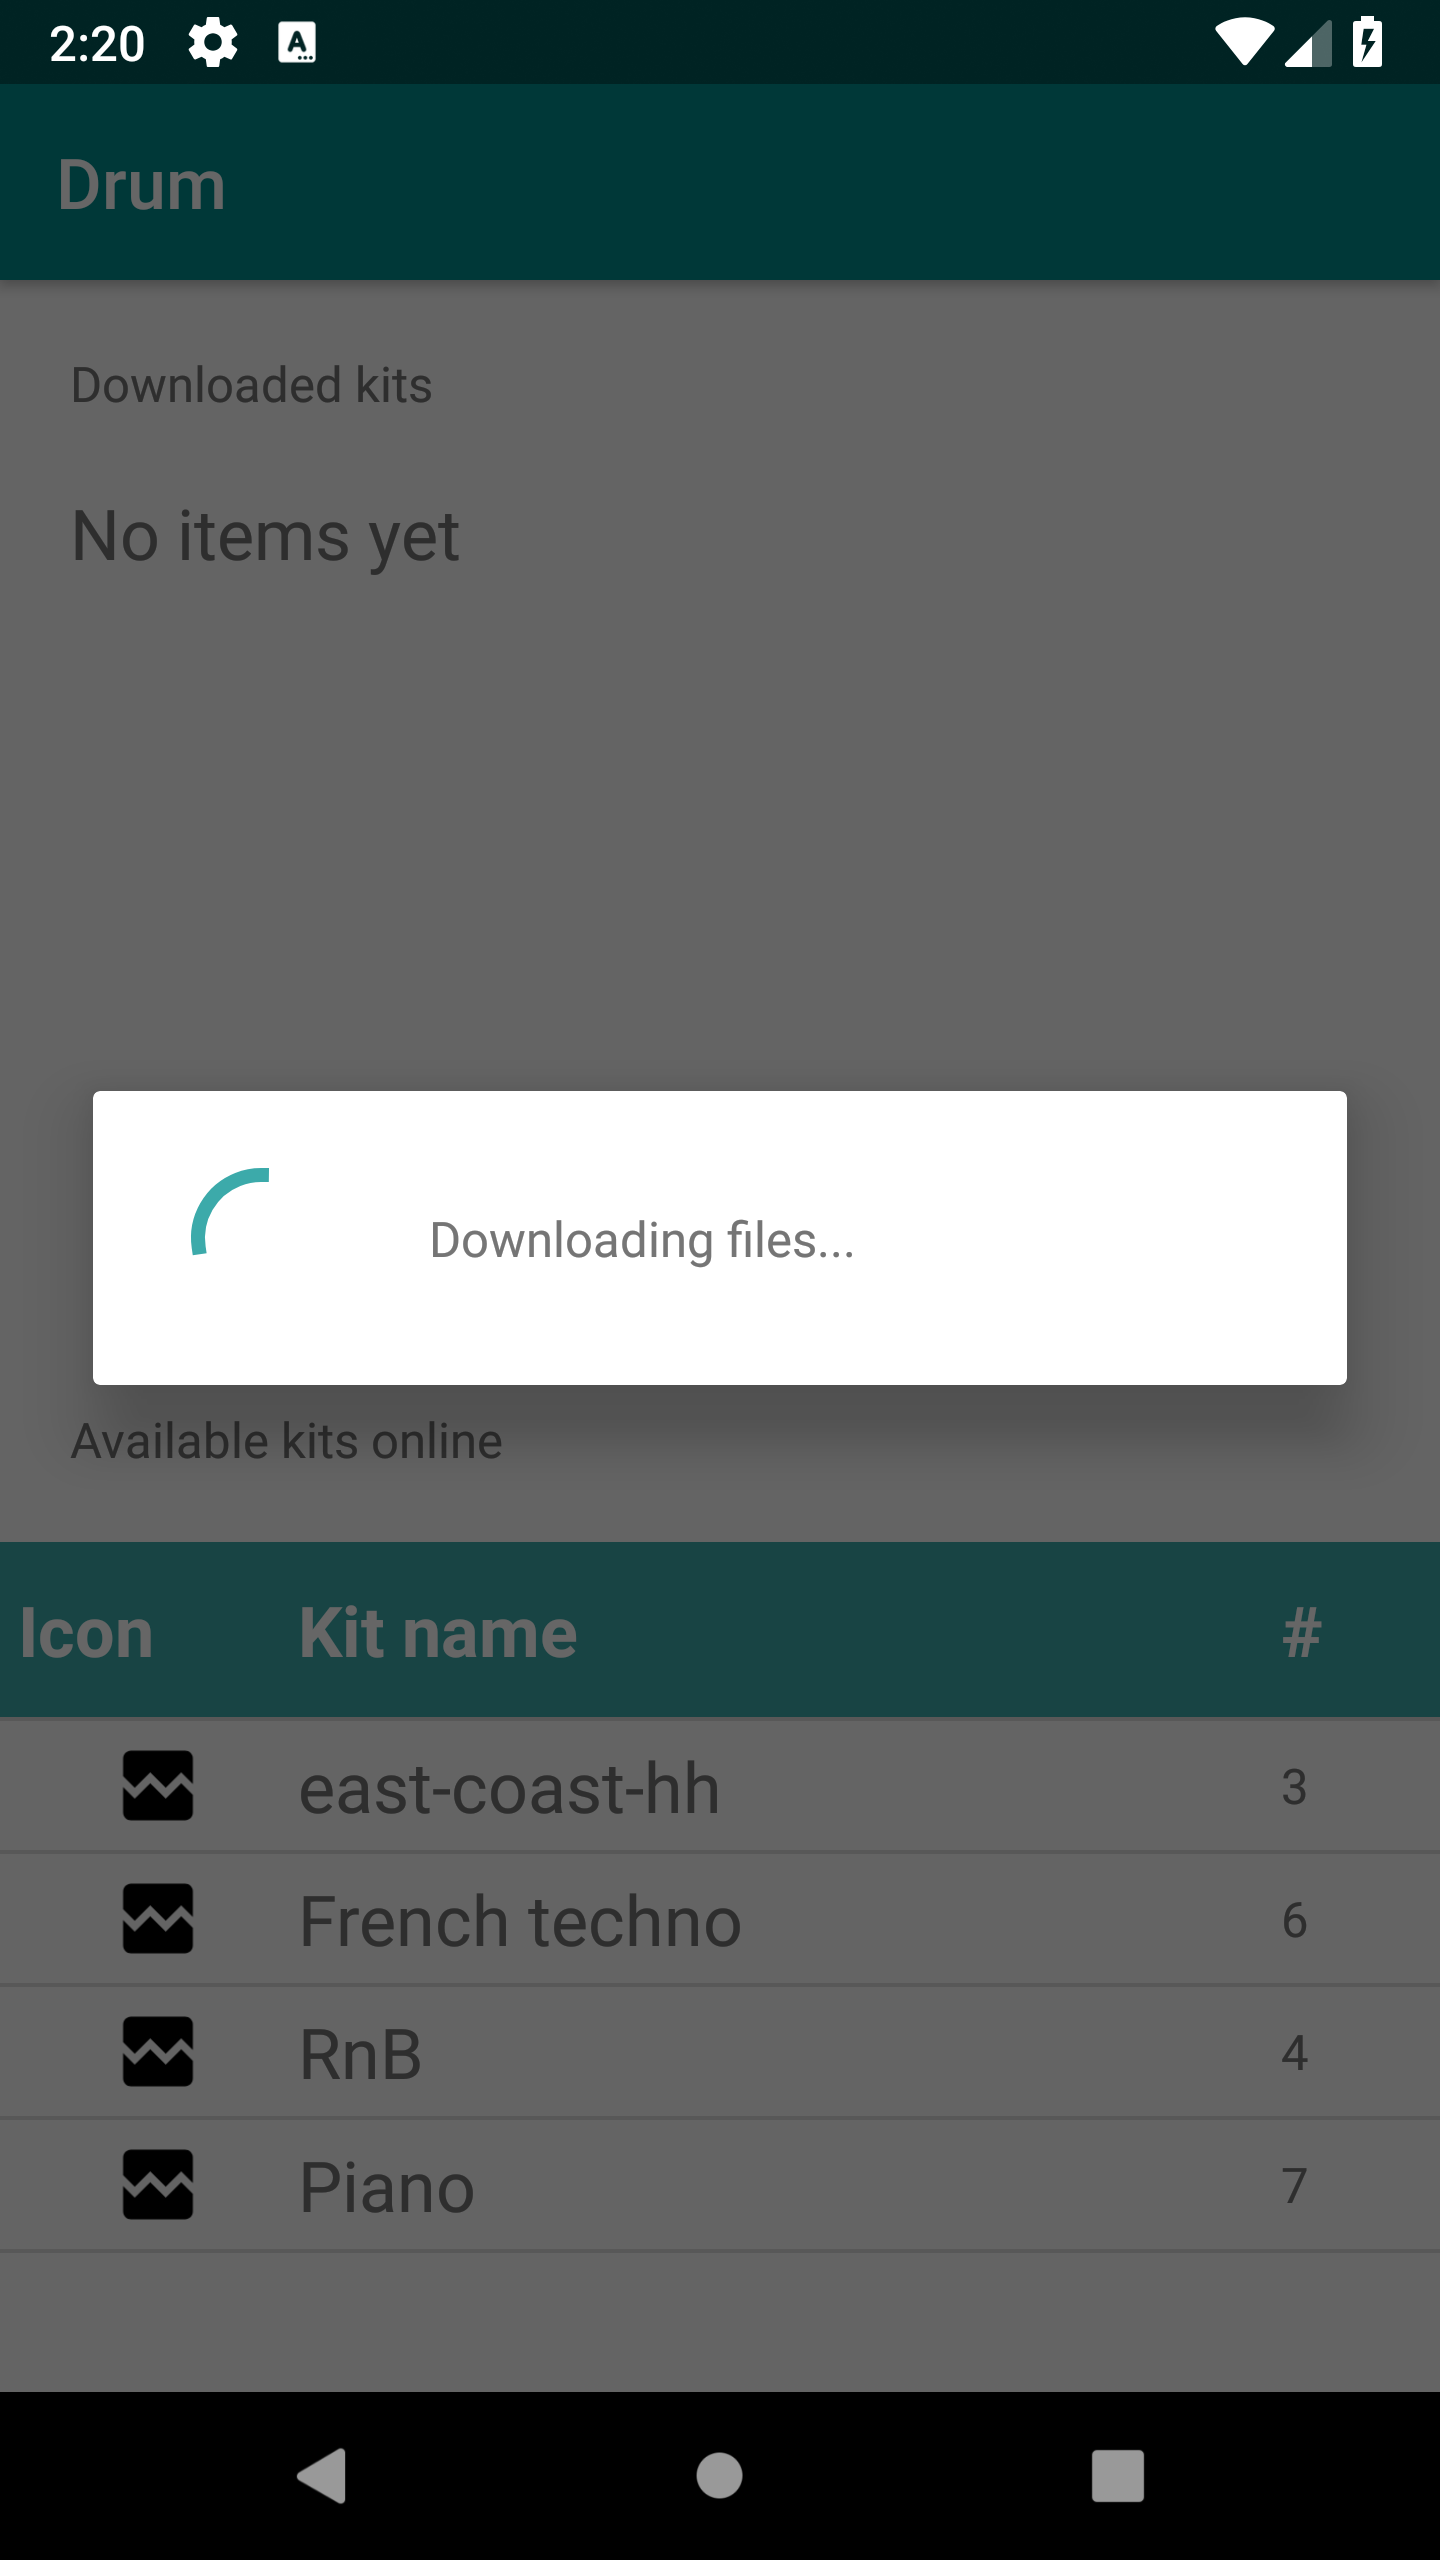 2:20
Drum
Downloaded kits
No items yet
Downloading files...
Available kits online
Icon Kit name #
east-coast-hh 3
French techno 6
RnB 4
Piano 7